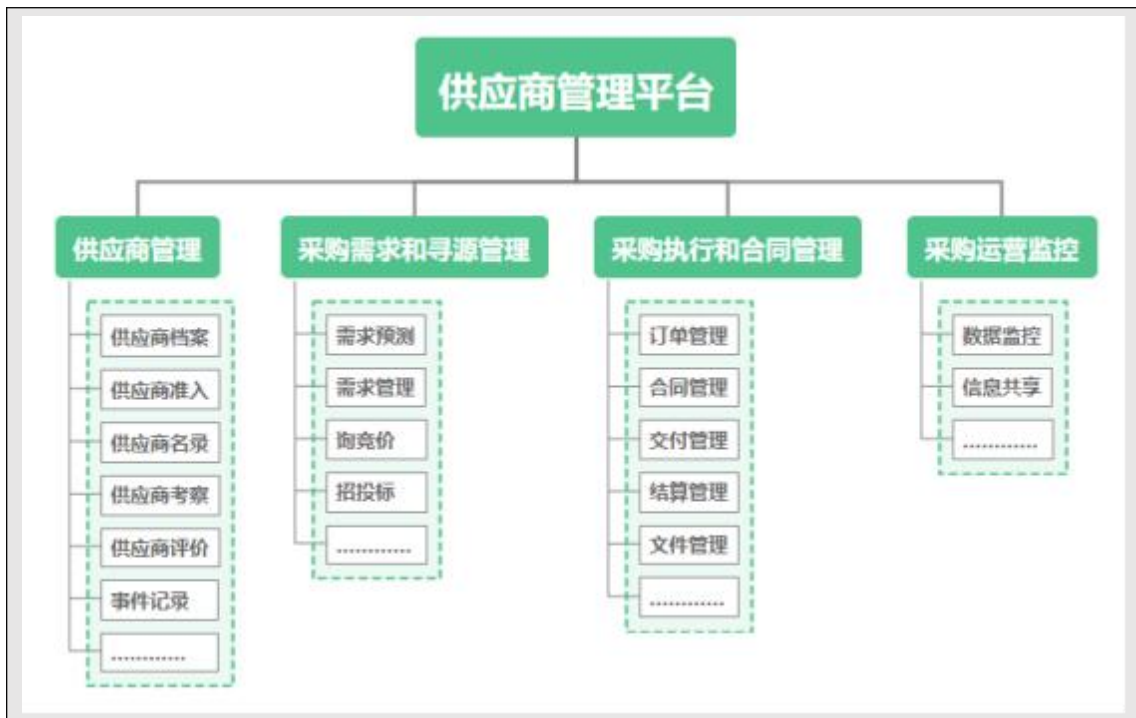 供应商管理平台
供应商管理
供应商档案
供应商准入
供应商名录
供应商考察
供应商评价
事件记录
............
采购需求和寻源管理
需求预测
需求管理
询竞价
招投标
............
采购执行和合同管理
订单管理
合同管理
交付管理
结算管理
文件管理
............
采购运营监控
数据监控
信息共享
............